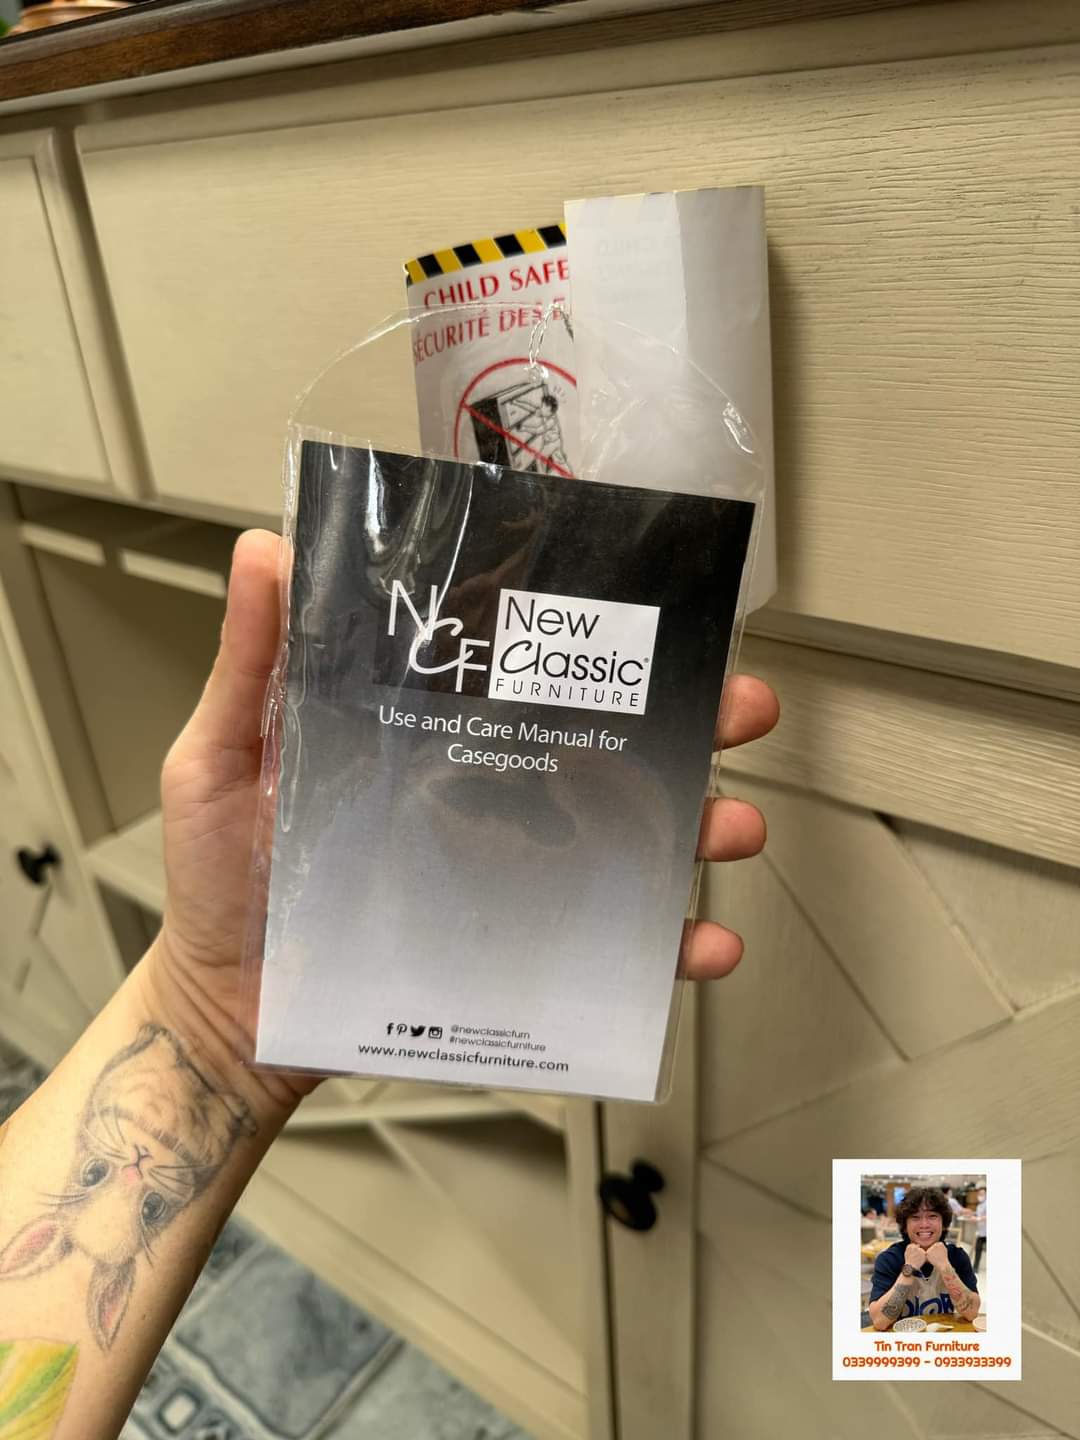 CHILD SAFE
SÉCURITÉ DES
NCF
New
Classic®
FURNITURE
Use and Care Manual for
Casegoods
@newclassicfurn
#newclassicfurniture
www.newclassicfurniture.com
Tin Tran Furniture
0339999399 - 0933933399